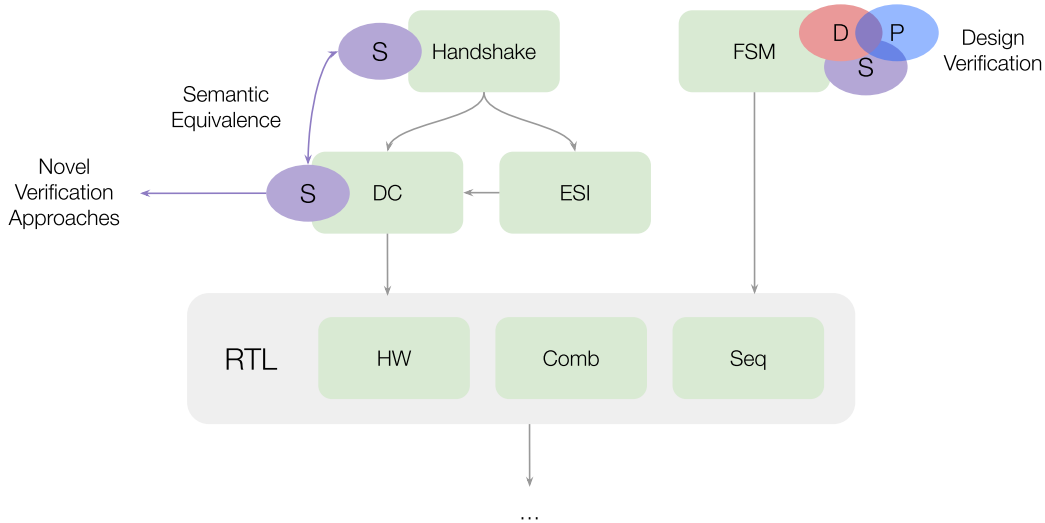 S
Handshake
FSM
D
P
S
Design
Verification
Semantic
Equivalence
Novel
Verification
Approaches
S
DC
ESI
RTL
HW
Comb
Seq
...